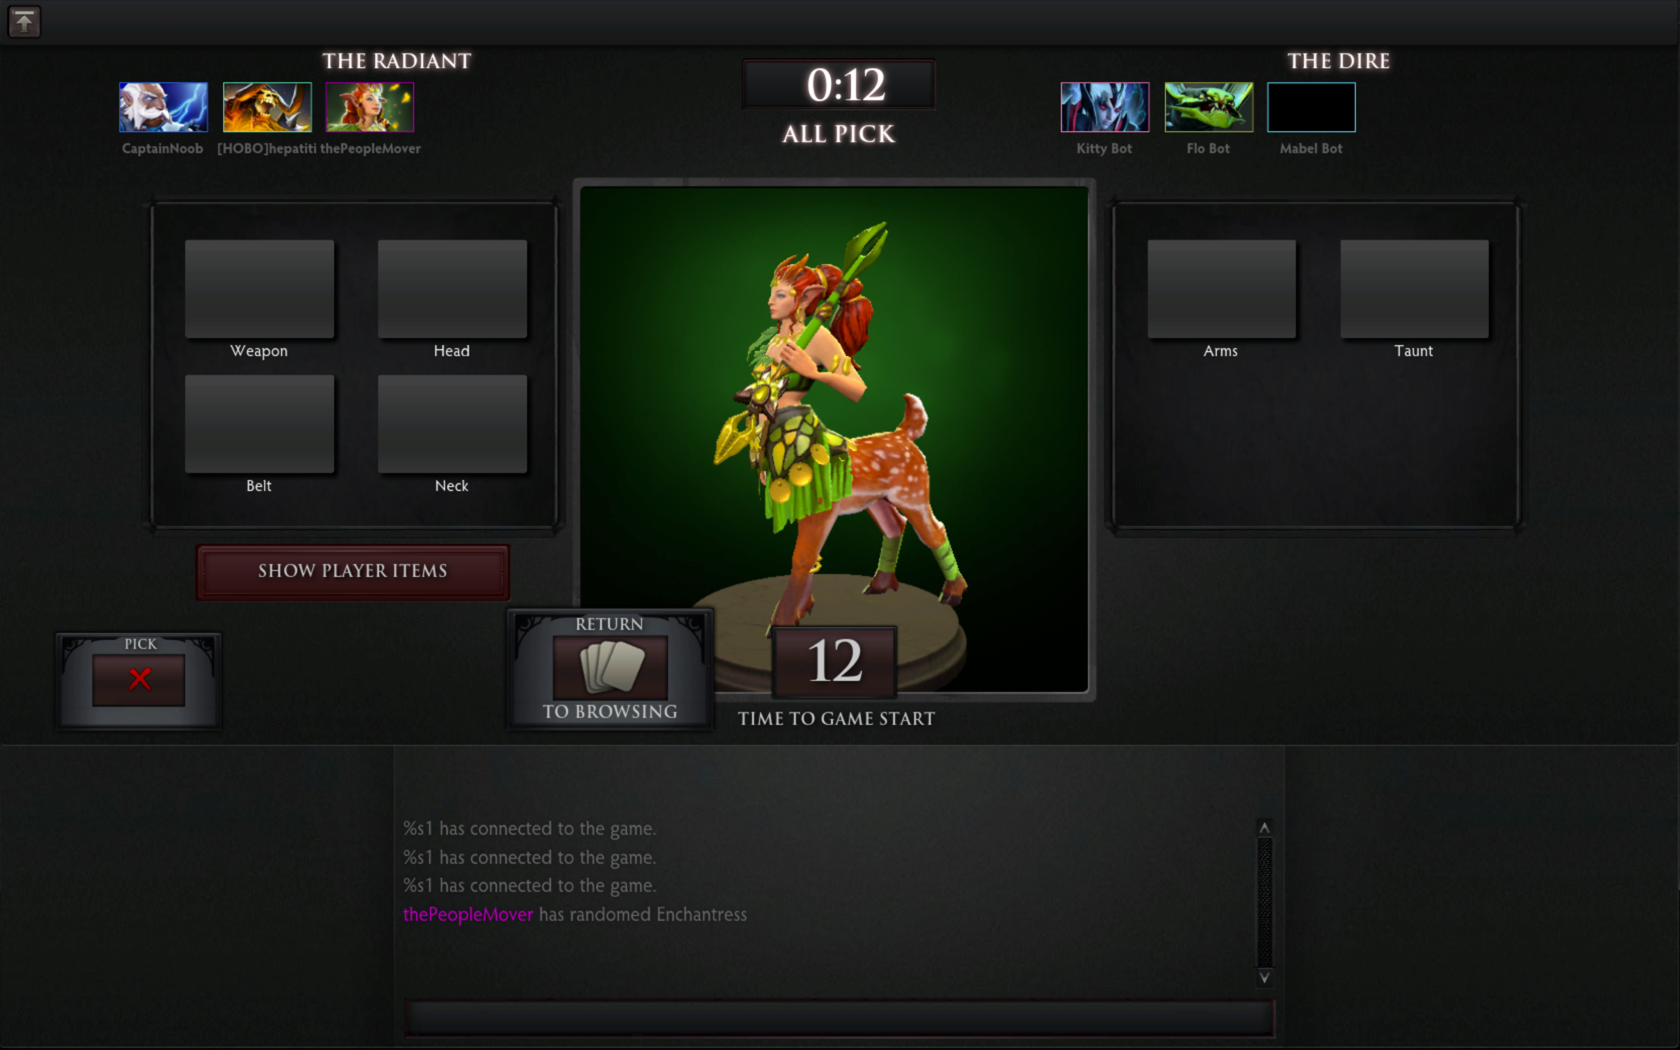 THE RADIANT
THE DIRE
0:12
ALL PICK
CaptainNoob
[HOBO]hepatiti
thePeopleMover
Kitty Bot
Flo Bot
Mabel Bot
Weapon
Head
Belt
Neck
Arms
Taunt
SHOW PLAYER ITEMS
PICK
RETURN
TO BROWSING
12
TIME TO GAME START
%s1 has connected to the game.
%s1 has connected to the game.
%s1 has connected to the game.
thePeopleMover has randomed Enchantress